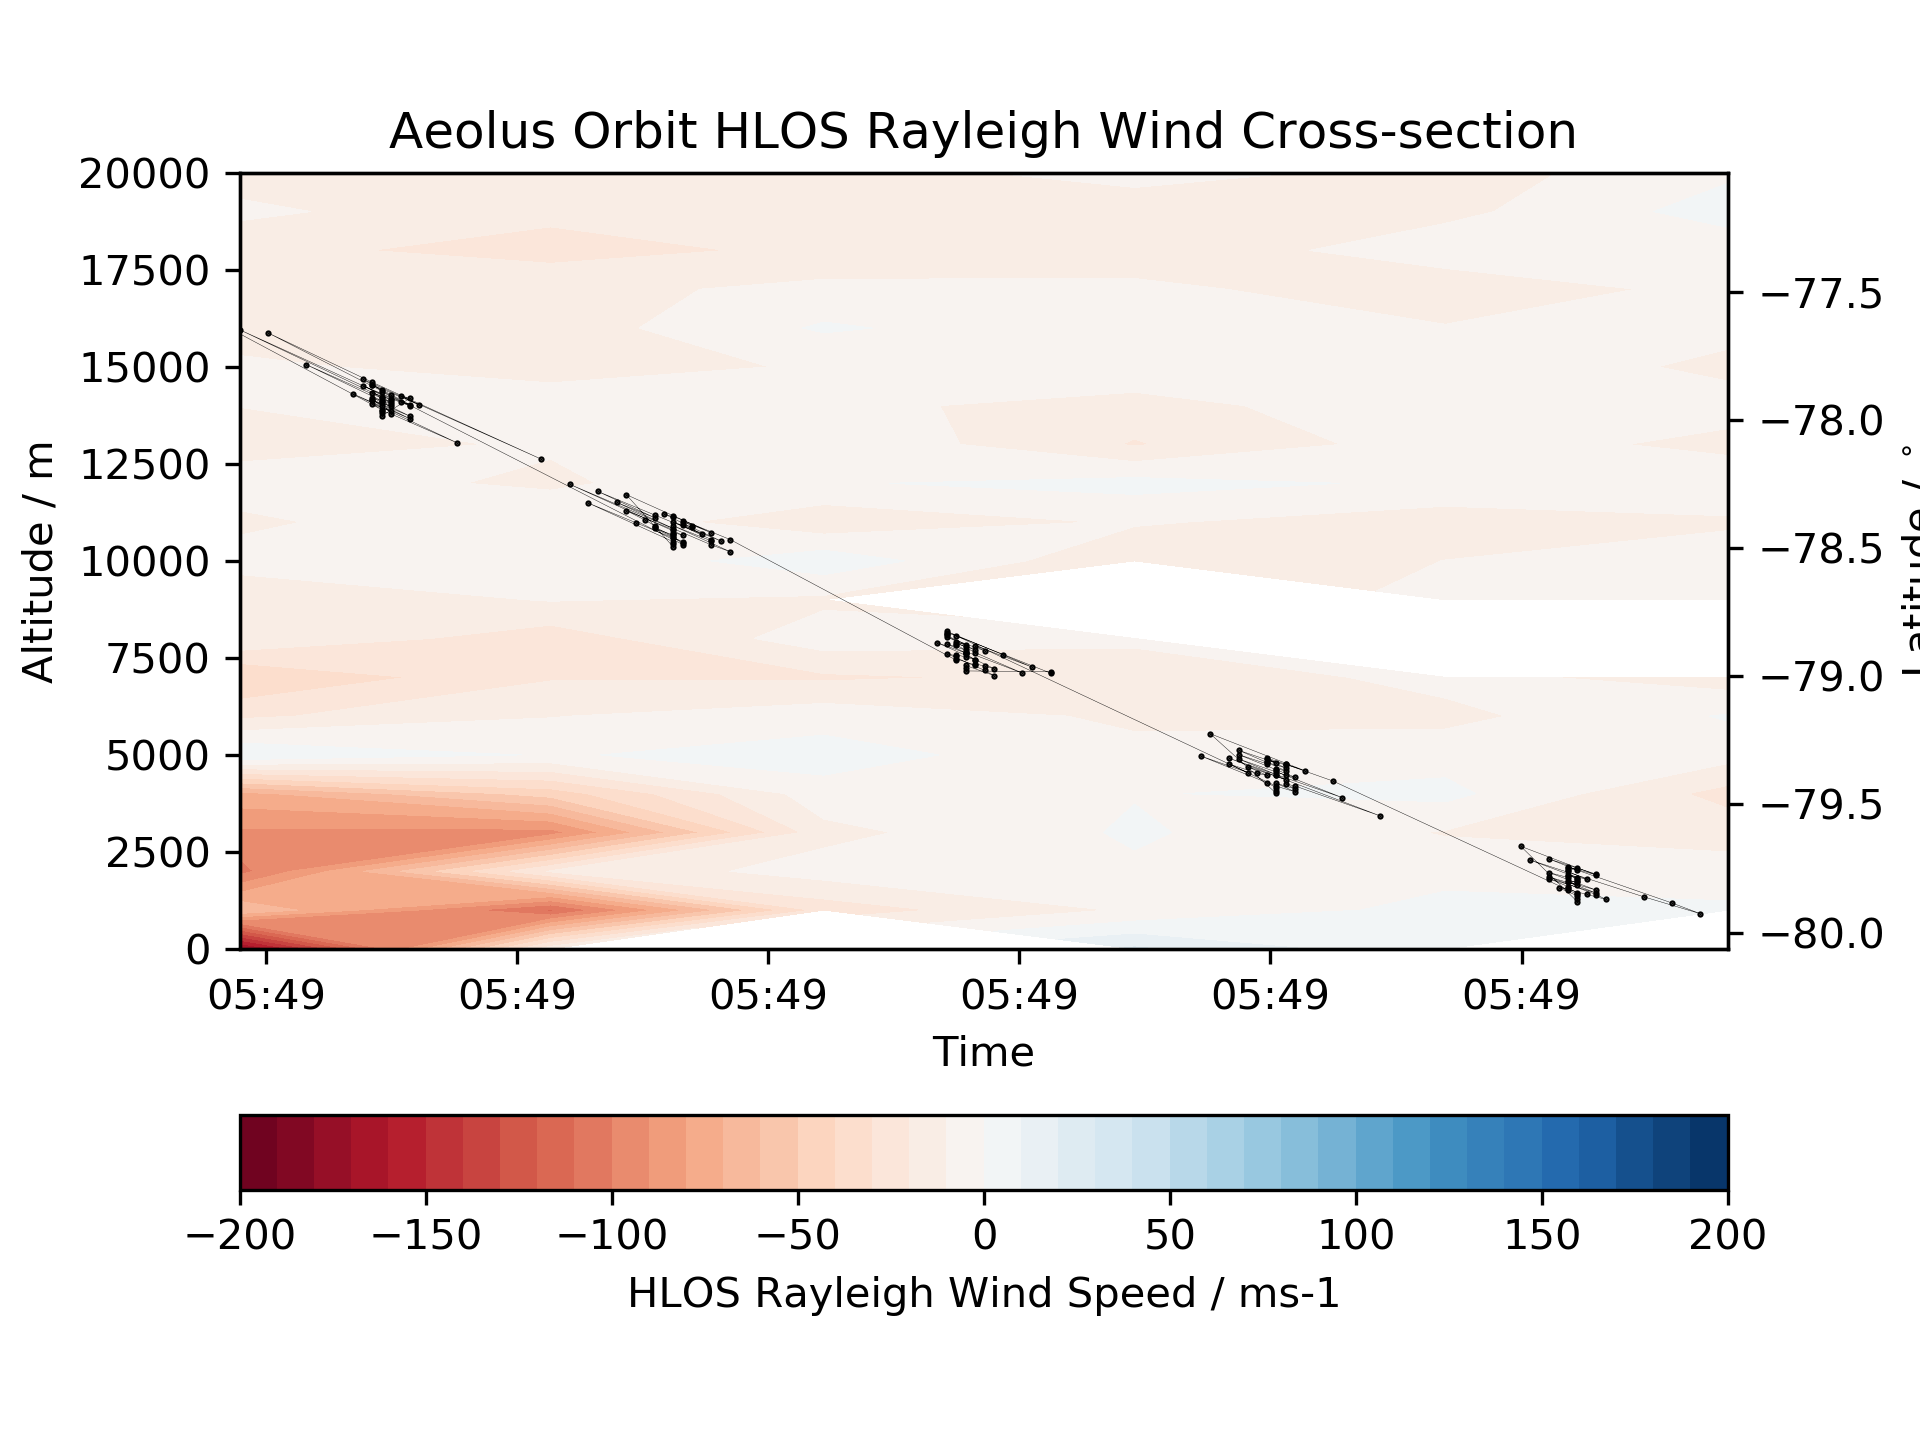 Aeolus Orbit HLOS Rayleigh Wind Cross-section
20000
17500
15000
12500
10000
7500
5000
2500
0
Altitude / m
−77.5
−78.0
−78.5
−79.0
−79.5
−80.0
Latitude / °
05:49 05:49 05:49 05:49 05:49 05:49
Time
−200 −150 −100 −50 0 50 100 150 200
HLOS Rayleigh Wind Speed / ms-1